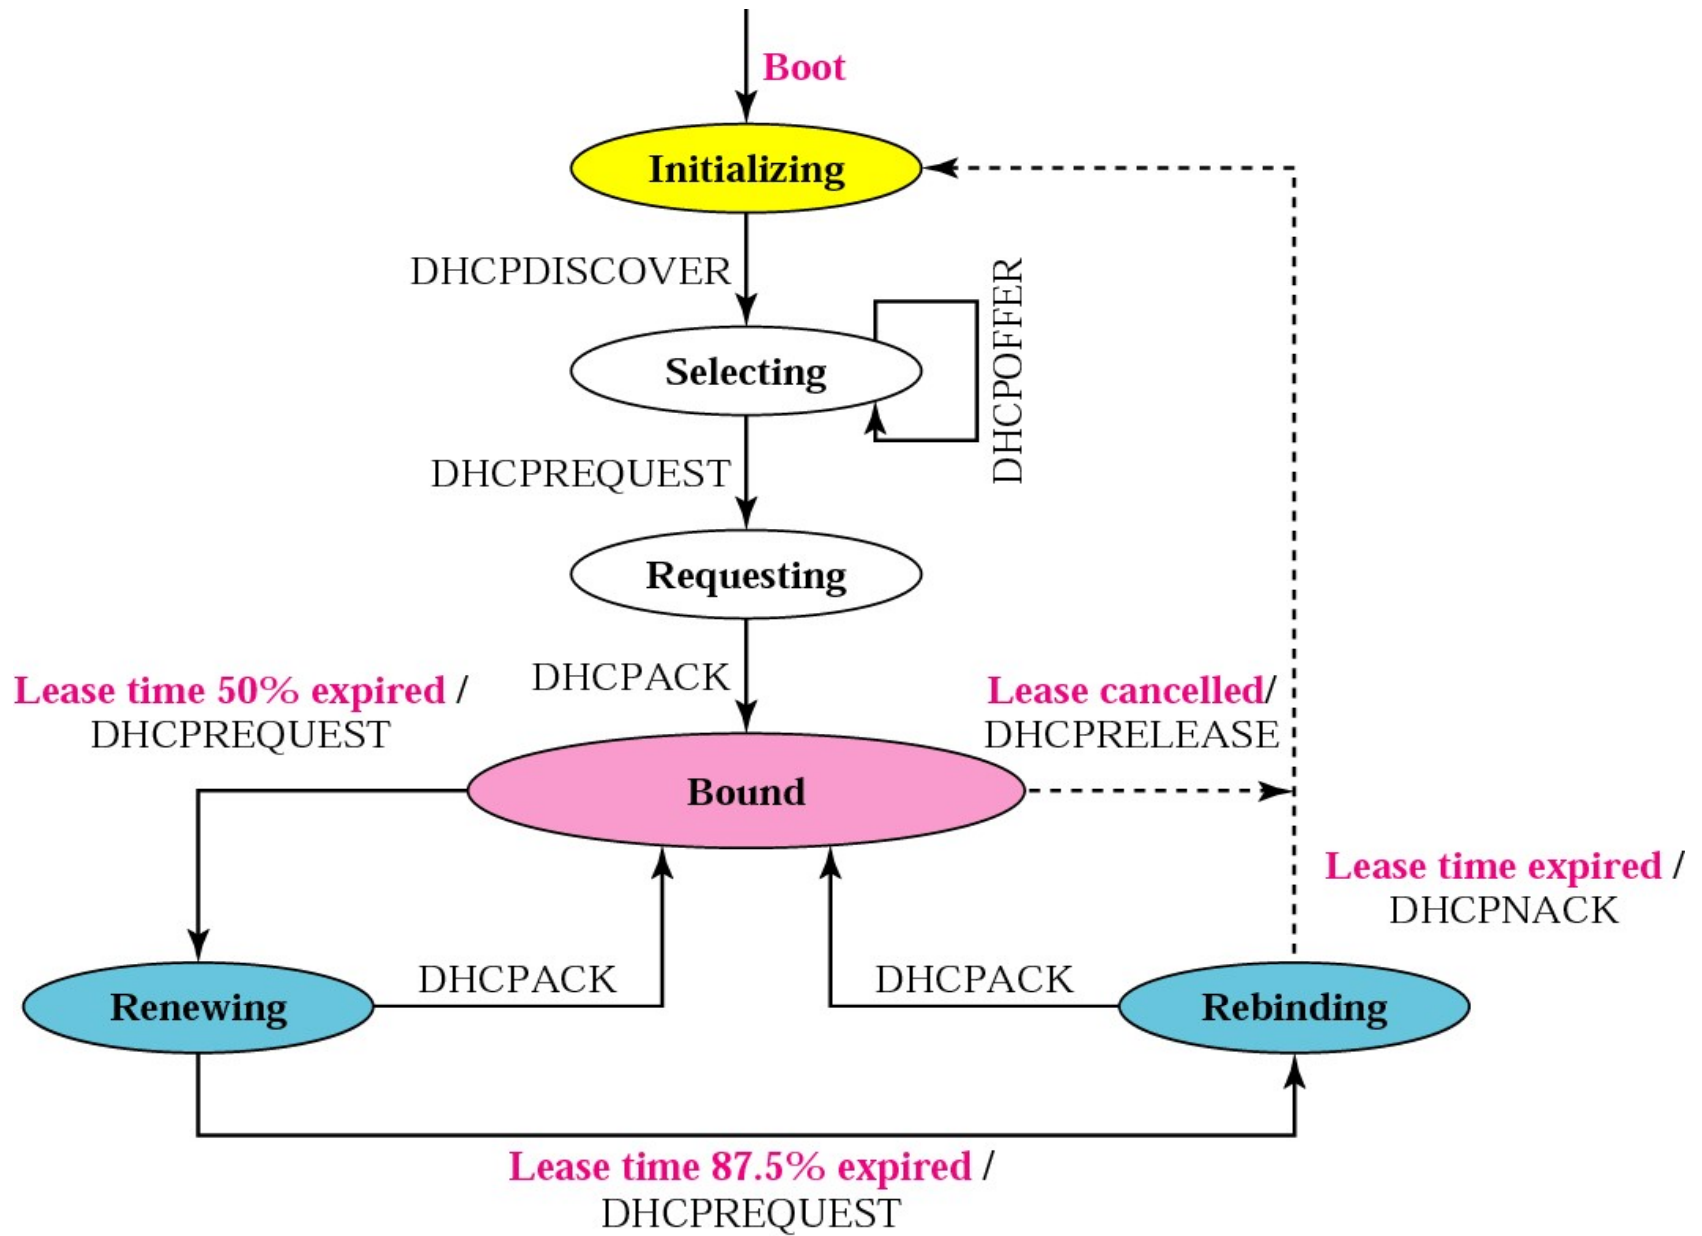 Boot
Initializing
DHCPDISCOVER
DHCPOFFER
Selecting
DHCPREQUEST
Requesting
DHCPACK
Lease time 50% expired /
DHCPREQUEST
Lease cancelled/
DHCPRELEASE
Bound
Lease time expired /
DHCPNACK
Renewing
DHCPACK
DHCPACK
Rebinding
Lease time 87.5% expired /
DHCPREQUEST